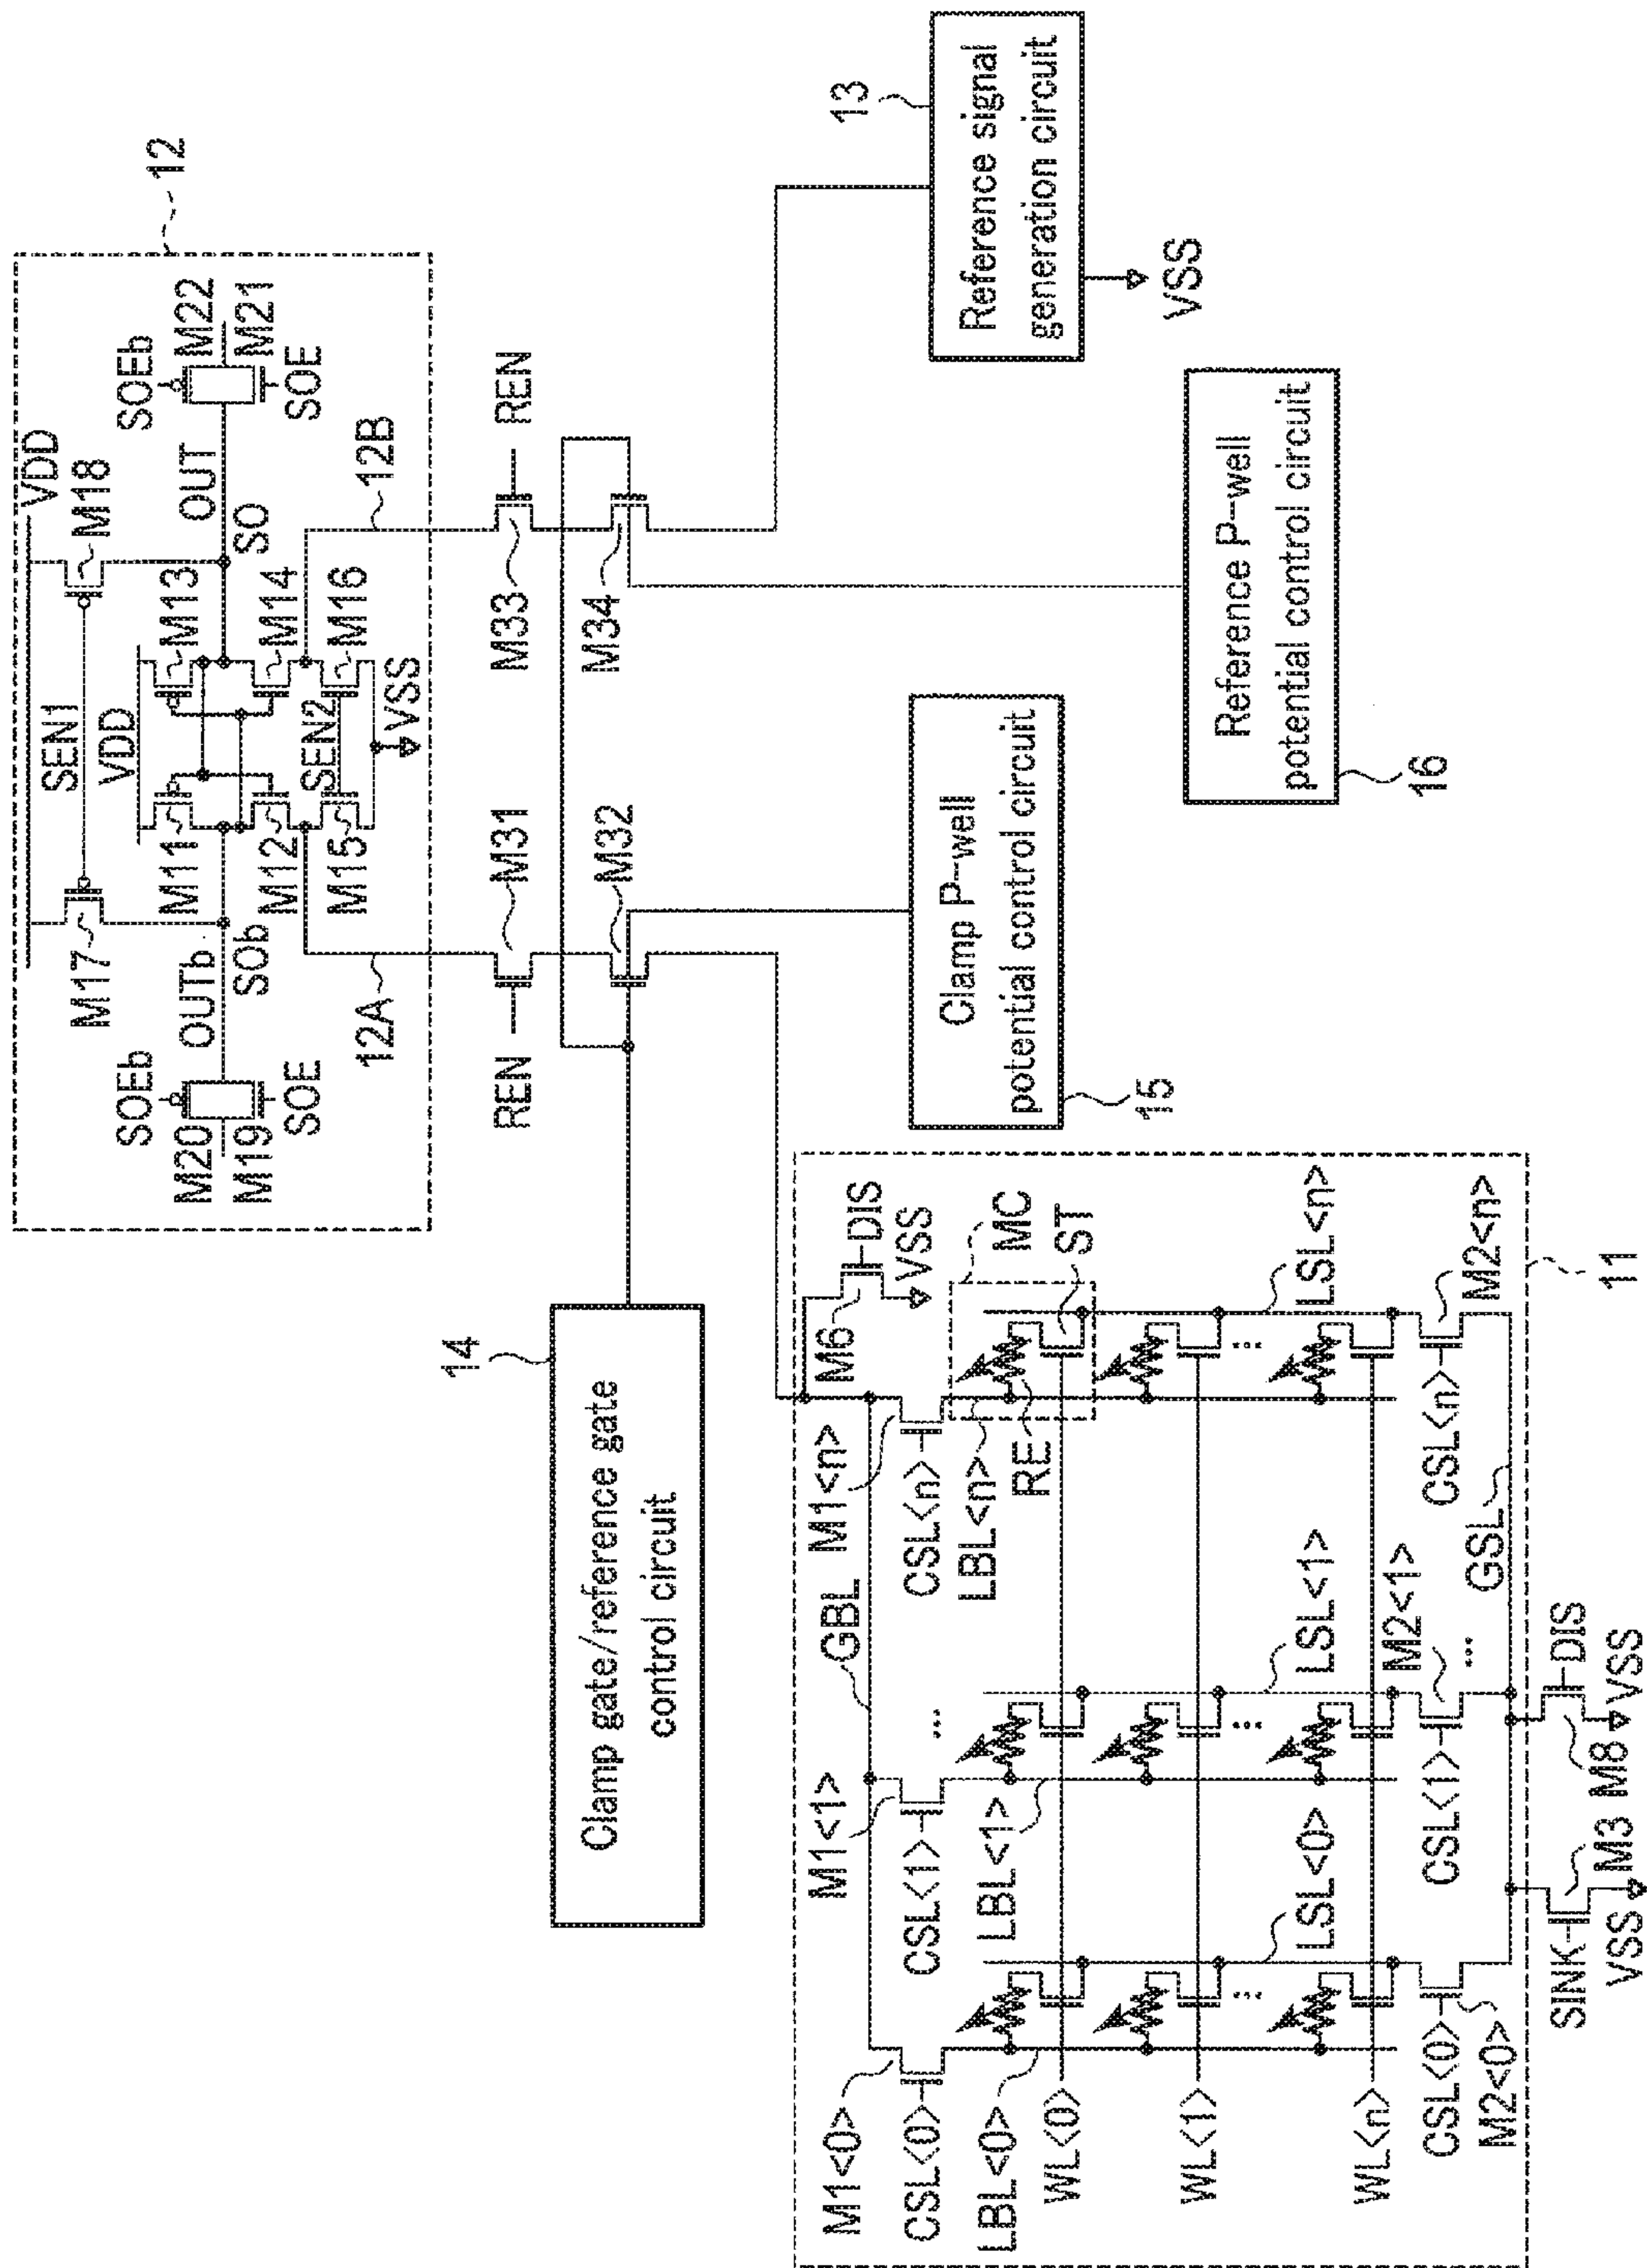 12
VDD
SEN1
M17
M18
VDD
SOEb
SOEb
M11
M13
OUTb
OUT
M20
M22
M19
M21
SOb
SO
SOE
SOE
M12
M14
SEN2
M15
M16
VSS
12A
12B
REN
M31
M33
REN
M32
M34
14
Clamp gate/reference gate
control circuit
Clamp P-well
potential control circuit
15
13
Reference signal
generation circuit
VSS
Reference P-well
potential control circuit
16
M1<0>
M1<1>
GBL
M1<n>
M6
DIS
VSS
CSL<0>
CSL<1>
...
CSL<n>
MC
LBL<0>
LBL<1>
LBL<n>
RE
ST
WL<0>
WL<1>
...
...
...
LSL<0>
LSL<1>
LSL<n>
WL<n>
CSL<0>
M2<0>
CSL<1>
M2<1>
...
CSL<n>
M2<n>
GSL
11
SINK
M3
VSS
M8
DIS
VSS